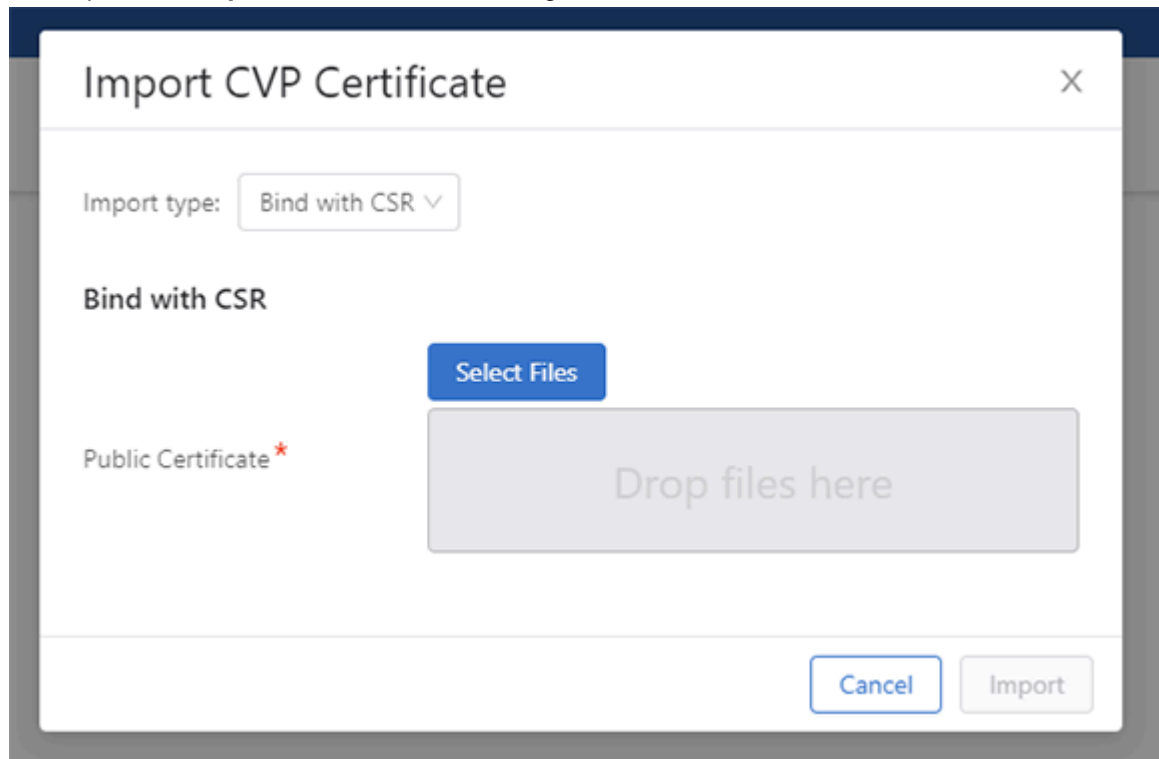 Import CVP Certificate
Import type: Bind with CSR
Bind with CSR
Select Files
Public Certificate*
Drop files here
Cancel Import